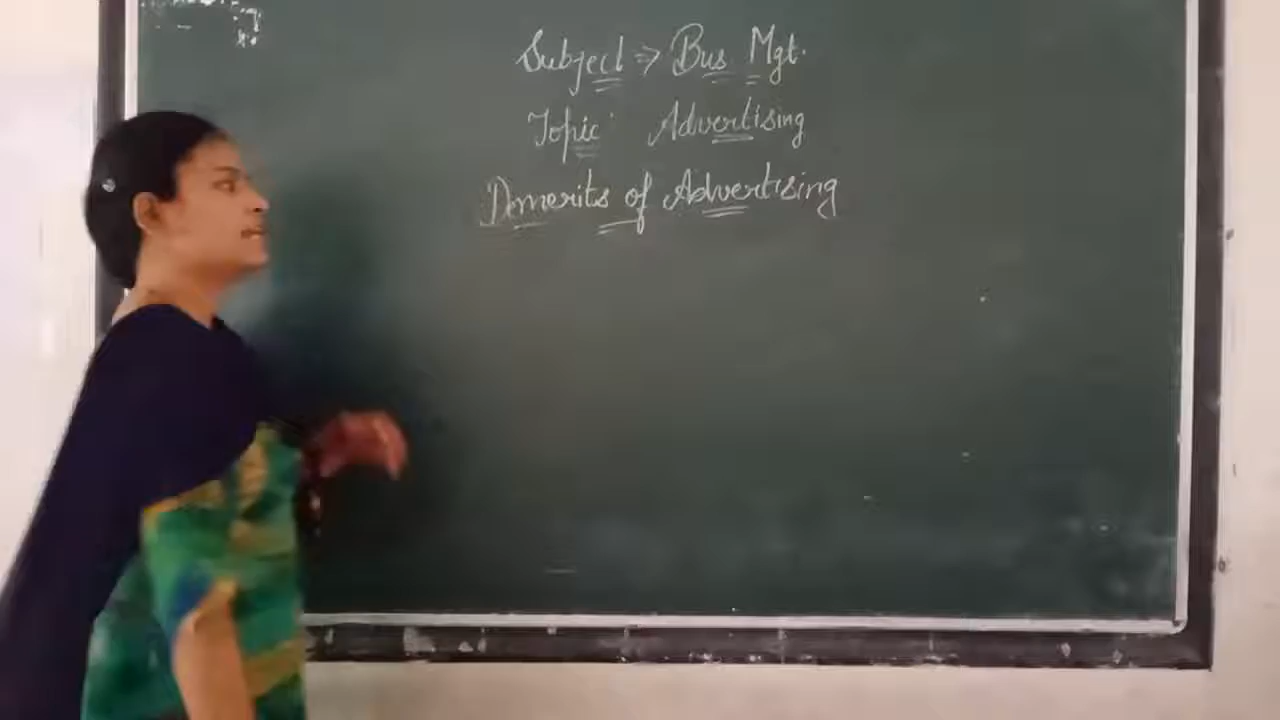 Subject => Bus Mgt.
Topic: Advertising
Demerits of Advertising